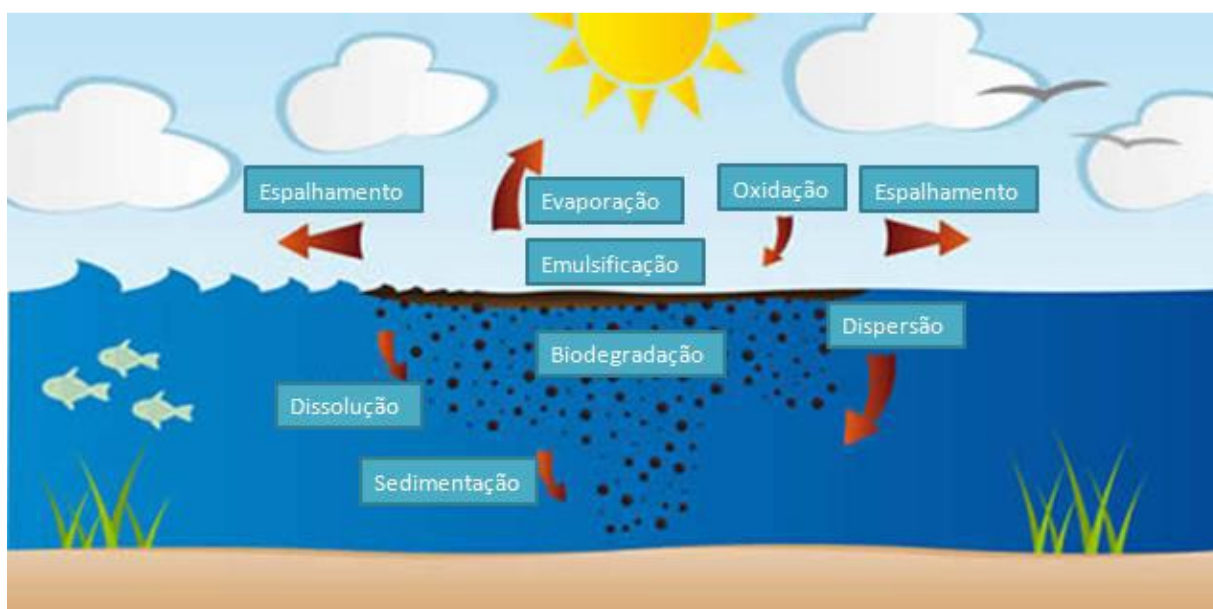 Espalhamento
Evaporação
Oxidação
Espalhamento
Emulsificação
Dispersão
Biodegradação
Dissolução
Sedimentação